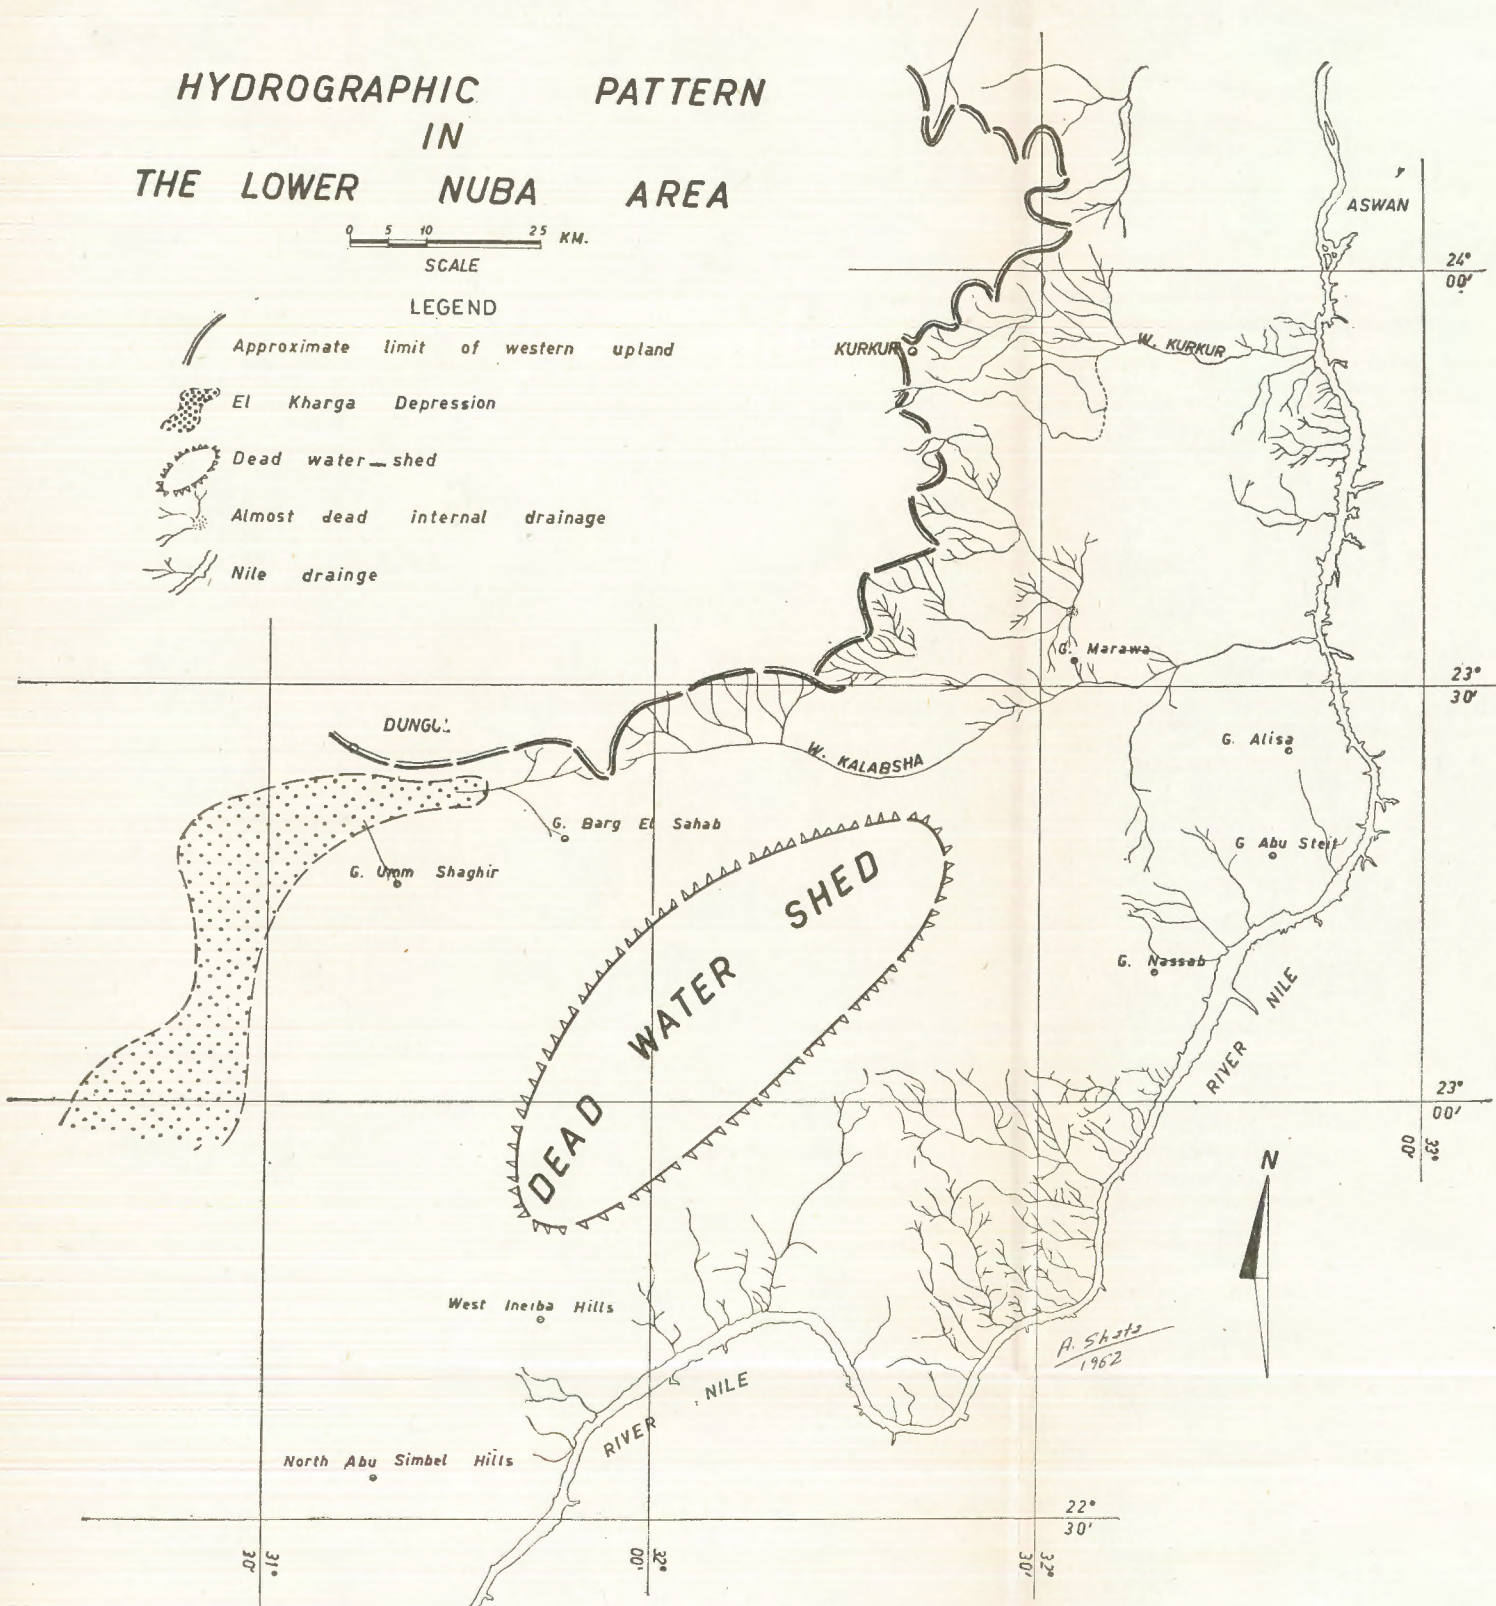 HYDROGRAPHIC PATTERN
IN
THE LOWER NUBA AREA
0 5 10 25 KM.
SCALE
LEGEND
Approximate limit of western upland
El Kharga Depression
Dead water_shed
Almost dead internal drainage
Nile drainge
ASWAN
24°
00'
KURKUR
W. KURKUR
G. Marawa
23°
30'
DUNGUL
W. KALABSHA
G. Alisa
G. Barg El Sahab
G Abu Steit
G. Umm Shaghir
DEAD WATER SHED
G. Nassab
RIVER NILE
23°
00'
33°
00'
N
West Ineiba Hills
A. Shata
1962
RIVER NILE
North Abu Simbel Hills
22°
30'
31°
30'
32°
00'
32°
30'